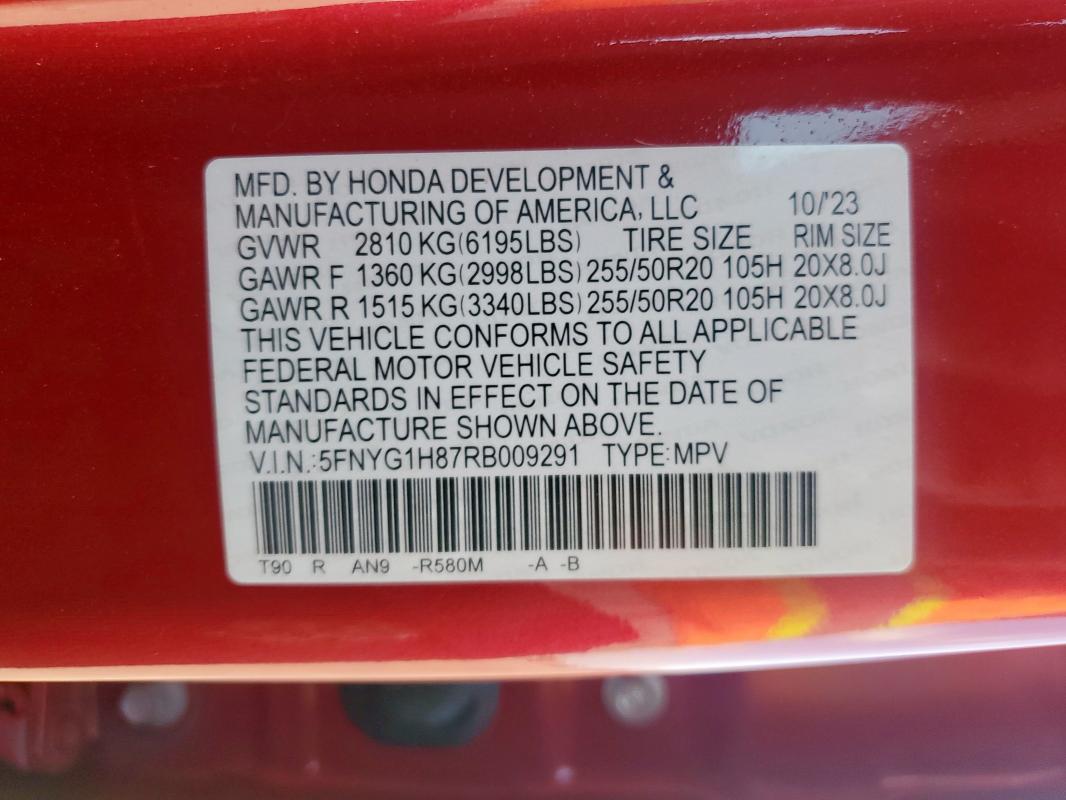 MFD. BY HONDA DEVELOPMENT &
MANUFACTURING OF AMERICA, LLC 10/'23
GVWR 2810 KG(6195LBS) TIRE SIZE RIM SIZE
GAWR F 1360 KG(2998LBS) 255/50R20 105H 20X8.0J
GAWR R 1515 KG(3340LBS) 255/50R20 105H 20X8.0J
THIS VEHICLE CONFORMS TO ALL APPLICABLE
FEDERAL MOTOR VEHICLE SAFETY
STANDARDS IN EFFECT ON THE DATE OF
MANUFACTURE SHOWN ABOVE.
V.I.N.:5FNYG1H87RB009291 TYPE:MPV
T90 R AN9 -R580M -A -B